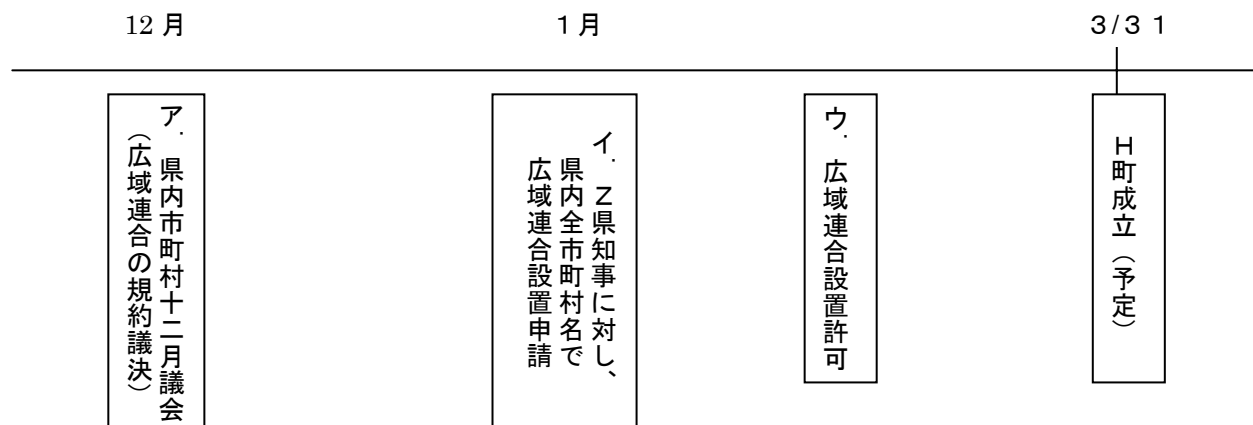 12月
1月
3/31
ア．県内市町村十二月議会
（広域連合の規約議決）
イ．Ｚ県知事に対し、
県内全市町村名で
広域連合設置申請
ウ．広域連合設置許可
Ｈ町成立（予定）